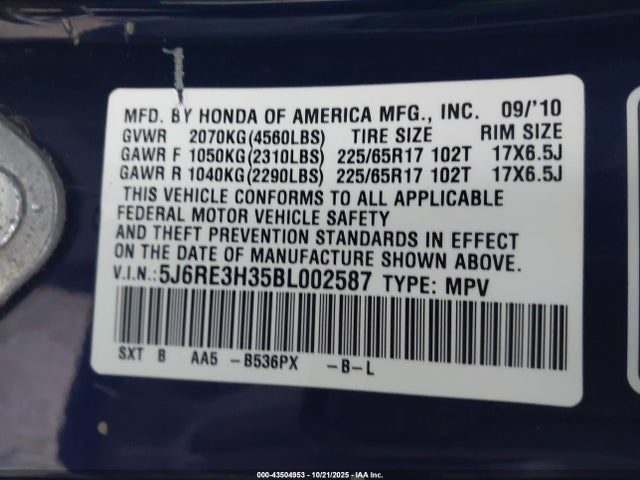 MFD. BY HONDA OF AMERICA MFG., INC. 09/'10
GVWR 2070KG(4560LBS) TIRE SIZE RIM SIZE
GAWR F 1050KG(2310LBS) 225/65R17 102T 17X6.5J
GAWR R 1040KG(2290LBS) 225/65R17 102T 17X6.5J
THIS VEHICLE CONFORMS TO ALL APPLICABLE
FEDERAL MOTOR VEHICLE SAFETY
AND THEFT PREVENTION STANDARDS IN EFFECT
ON THE DATE OF MANUFACTURE SHOWN ABOVE.
V.I.N.: 5J6RE3H35BL002587 TYPE: MPV
SXT B AA5 -B536PX -B-L
000-43504953 - 10/21/2025 - IAA Inc.